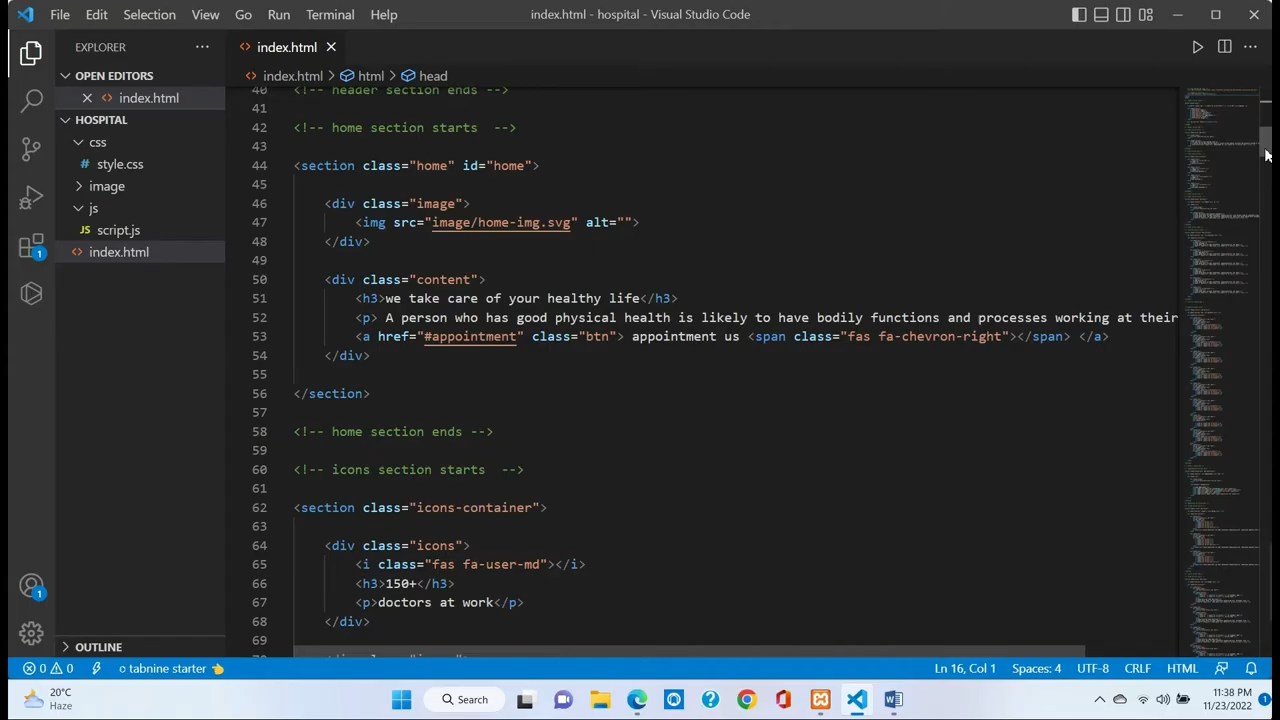 File Edit Selection View Go Run Terminal Help
index.html - hospital - Visual Studio Code
EXPLORER
OPEN EDITORS
index.html
HOSPITAL
css
style.css
image
js
script.js
index.html
OUTLINE
index.html
index.html > html > head
40 <!-- header section ends -->
41
42 <!-- home section starts  -->
43
44 <section class="home" id="home">
45
46 <div class="image">
47 <img src="image/home-img.svg" alt="">
48 </div>
49
50 <div class="content">
51 <h3>we take care of your healthy life</h3>
52 <p> A person who has good physical health is likely to have bodily functions and processes working their
53 <a href="#appointment" class="btn"> appointment us <span class="fas fa-chevron-right"></span> </a>
54 </div>
55
56 </section>
57
58 <!-- home section ends -->
59
60 <!-- icons section starts  -->
61
62 <section class="icons-container">
63
64 <div class="icons">
65 <i class="fas fa-user-md"></i>
66 <h3>150+</h3>
67 <p>doctors at work</p>
68 </div>
69
1
1
0 0 tabnine starter 👈
Ln 16, Col 1 Spaces: 4 UTF-8 CRLF HTML
20°C
Haze
Search
11:38 PM
11/23/2022
1